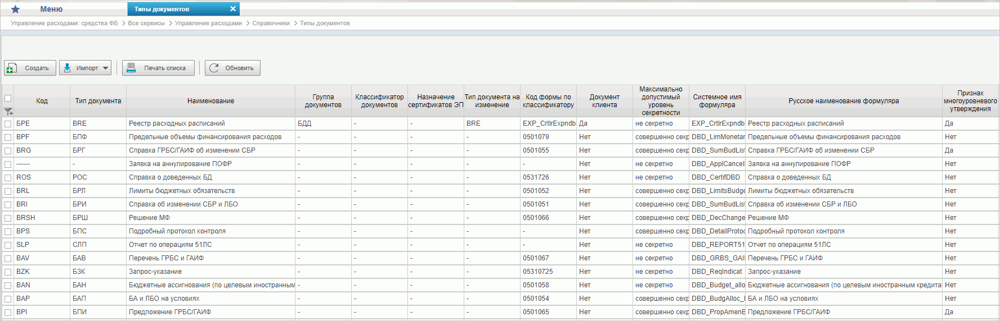 Меню
Типы документов
Управление расходами: средства ФБ > Все сервисы > Управление расходами > Справочники > Типы документов
Создать Импорт Печать списка Обновить
Код Тип документа Наименование Группа документов Классификатор документов Назначение сертификатов ЭП Тип документа на изменение Код формы по классификатору Документ клиента Максимально допустимый уровень секретности Системное имя формуляра Русское наименование формуляра Признак многоуровневого утверждения
БРЕ BRE Реестр расходных расписаний БДД - - BRE EXP_CrtlrExpndb Да не секретно EXP_CrtlrExpndb Реестр расходных расписаний Да
BPF БПФ Предельные объемы финансирования расходов - - - - 0501079 Нет совершенно секр DBD_LimMonetar Предельные объемы финансирования расходов Нет
BRG БРГ Справка ГРБС/ГАИФ об изменении СБР - - - - 0501055 Нет совершенно секр DBD_SumBudList Справка ГРБС/ГАИФ об изменении СБР Да
------ - Заявка на аннулирование ПОФР - - - - - Нет не секретно DBD_ApplCancell Заявка на аннулирование ПОФР Нет
ROS РОС Справка о доведенных БД - - - - 0531726 Нет не секретно DBD_CertifDBD Справка о доведенных БД Нет
BRL БРЛ Лимиты бюджетных обязательств - - - - 0501052 Нет совершенно секр DBD_LimitsBudge Лимиты бюджетных обязательств Нет
BRI БРИ Справка об изменении СБР и ЛБО - - - - 0501051 Нет совершенно секр DBD_SumBudList Справка об изменении СБР и ЛБО Нет
BRSH БРШ Решение МФ - - - - 0501066 Нет совершенно секр DBD_DecChange Решение МФ Нет
BPS БПС Подробный протокол контроля - - - - - Нет совершенно секр DBD_DetailProtoc Подробный протокол контроля Нет
SLP СЛП Отчет по операциям 51ЛС - - - - - Нет не секретно DBD_REPORT51 Отчет по операциям 51ЛС Нет
BAV БАВ Перечень ГРБС и ГАИФ - - - - 0501067 Нет не секретно DBD_GRBS_GAI Перечень ГРБС и ГАИФ Нет
BZK БЗК Запрос-указание - - - - 05310725 Нет не секретно DBD_ReqIndicat Запрос-указание Нет
BAN БАН Бюджетные ассигнования (по целевым иностранным - - - - 0501058 Нет не секретно DBD_Budget_allo Бюджетные ассигнования (по целевым иностранным кредита Нет
BAP БАП БА и ЛБО на условиях - - - - 0501054 Нет совершенно секр DBD_BudgAlloc_ БА и ЛБО на условиях Нет
BPI БПИ Предложение ГРБС/ГАИФ - - - - 0501065 Нет совершенно секр DBD_PropAmenB Предложение ГРБС/ГАИФ Да